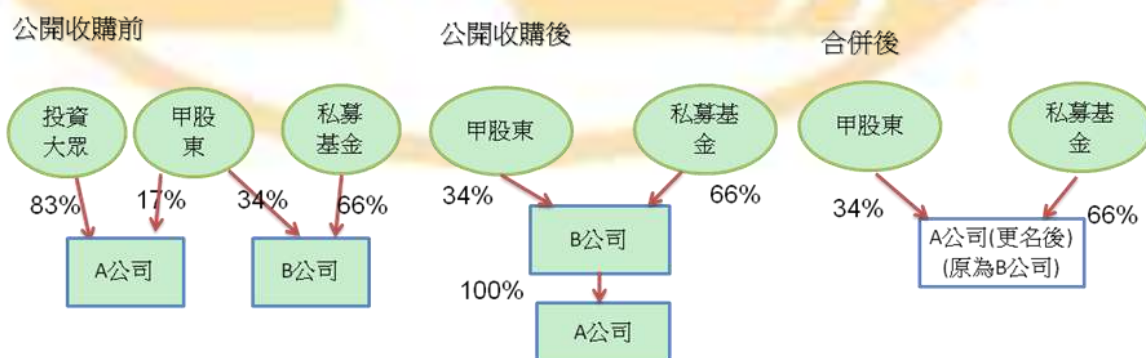 公開收購前
投資
大眾
甲股
東
私募
基金
83%
17%
34%
66%
A公司
B公司
公開收購後
甲股東
私募基
金
34%
66%
B公司
100%
A公司
合併後
甲股東
私募基
金
34%
66%
A公司(更名後)
(原為B公司)